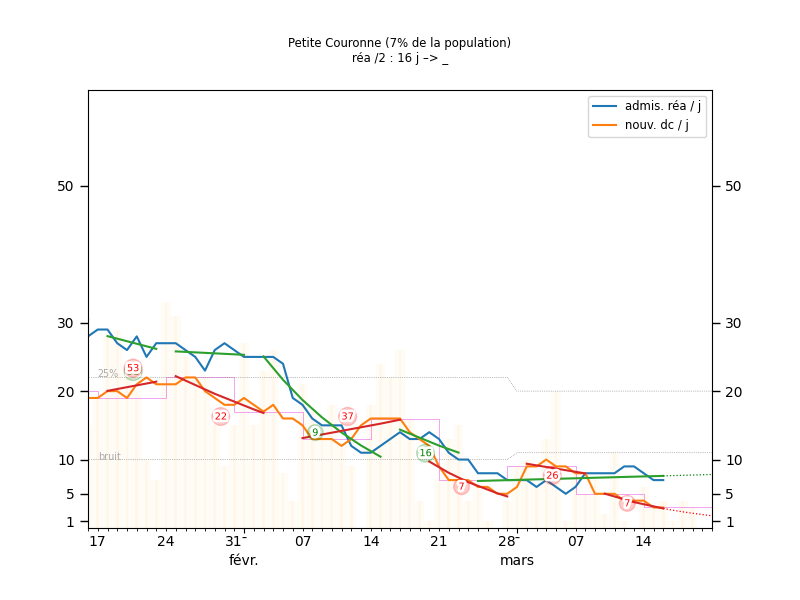 Petite Couronne (7% de la population)
réa /2 : 16 j –> _
admis. réa / j
nouv. dc / j
50 50
30 30
25%
53
20 20
22
37
9
16
bruit
10 10
26
7
7
5 5
1 1
17 24 31 07 14 21 28 07 14
févr. mars